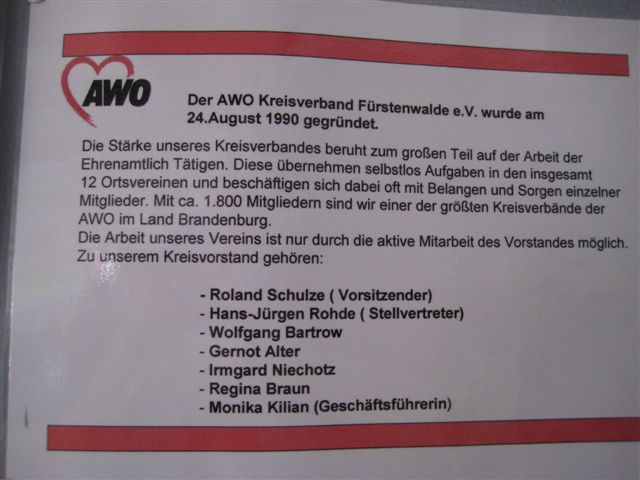 AWO
Der AWO Kreisverband Fürstenwalde e.V. wurde am
24.August 1990 gegründet.
Die Stärke unseres Kreisverbandes beruht zum großen Teil auf der Arbeit der
Ehrenamtlich Tätigen. Diese übernehmen selbstlos Aufgaben in den insgesamt
12 Ortsvereinen und beschäftigen sich dabei oft mit Belangen und Sorgen einzelner
Mitglieder. Mit ca. 1.800 Mitgliedern sind wir einer der größten Kreisverbände der
AWO im Land Brandenburg.
Die Arbeit unseres Vereins ist nur durch die aktive Mitarbeit des Vorstandes möglich.
Zu unserem Kreisvorstand gehören:
- Roland Schulze ( Vorsitzender)
- Hans-Jürgen Rohde ( Stellvertreter)
- Wolfgang Bartrow
- Gernot Alter
- Irmgard Niechotz
- Regina Braun
- Monika Kilian (Geschäftsführerin)